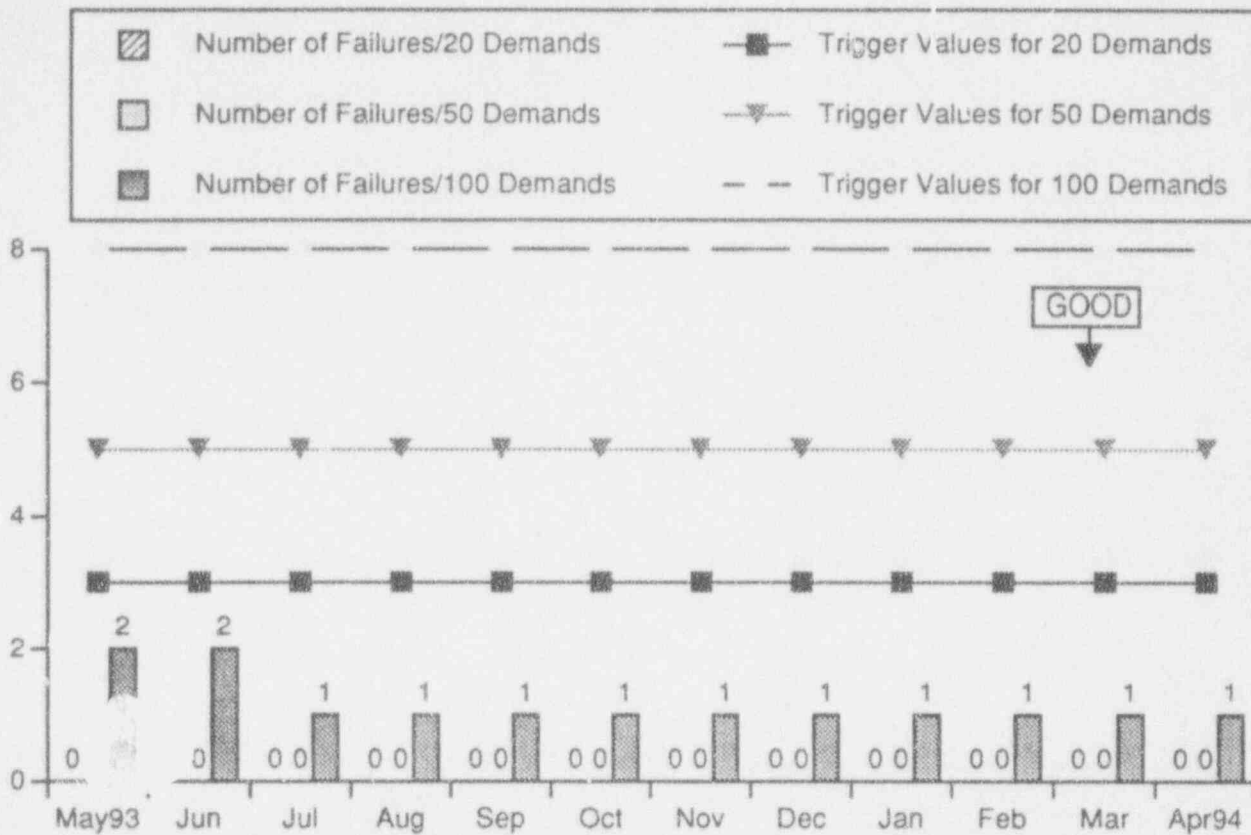 Number of Failures/20 Demands
Trigger Values for 20 Demands
Number of Failures/50 Demands
Trigger Values for 50 Demands
Number of Failures/100 Demands
Trigger Values for 100 Demands
8
GOOD
6
4
2
2 2 1 1 1 1 1 1 1 1 1 1
0 0 0 0 0 0 0 0 0 0 0 0 0 0 0 0 0 0 0 0 0 0
0
May93 Jun Jul Aug Sep Oct Nov Dec Jan Feb Mar Apr94